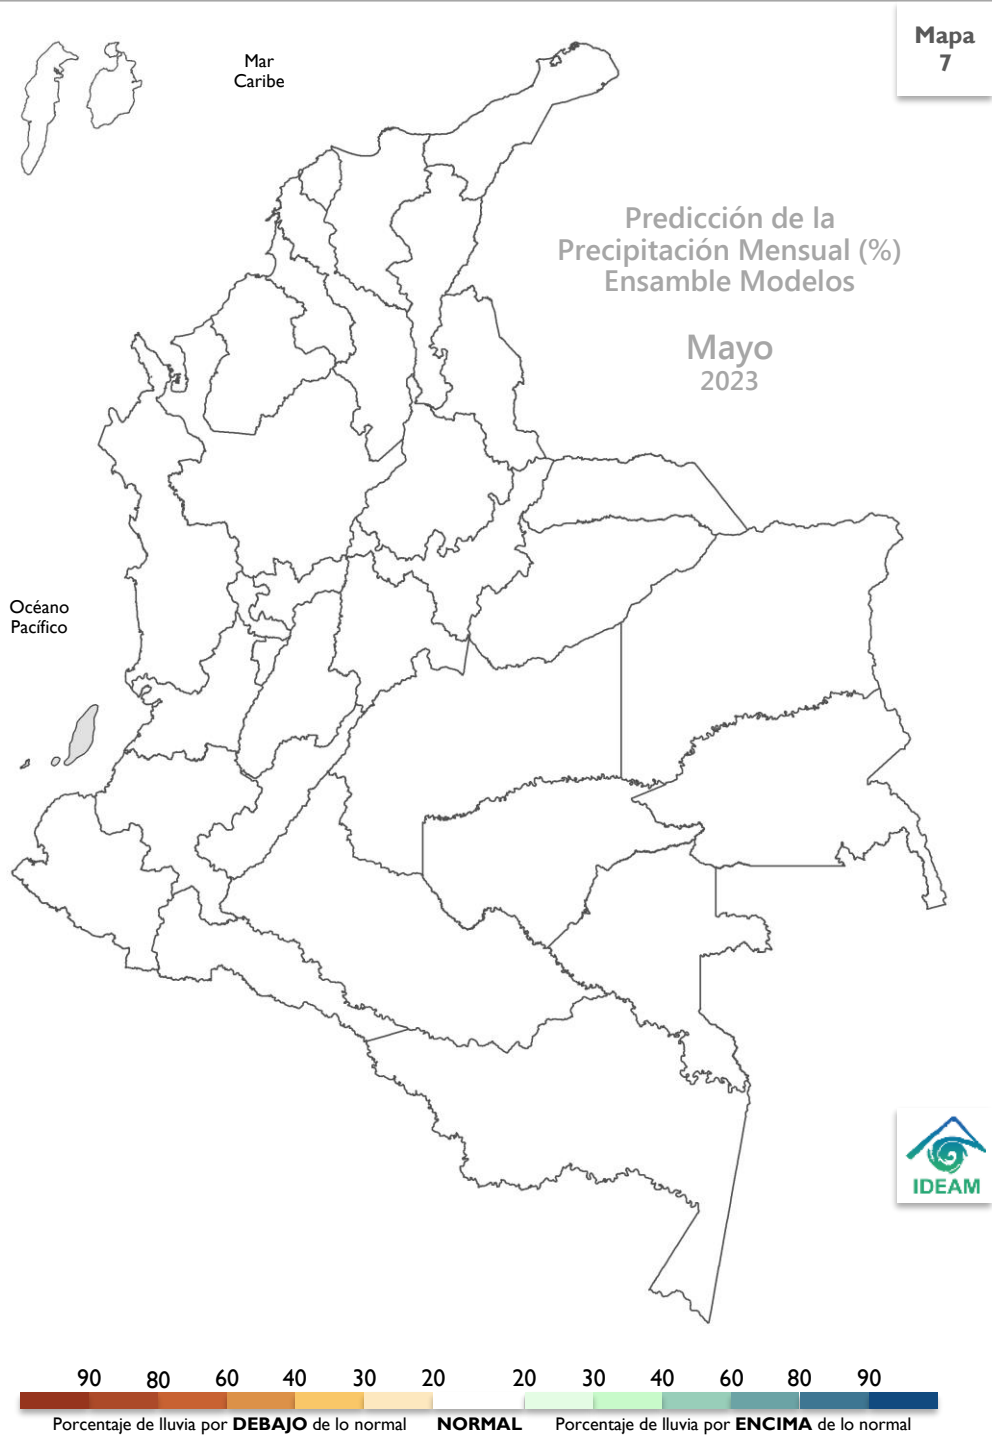 Mapa
7
Mar
Caribe
Predicción de la
Precipitación Mensual (%)
Ensamble Modelos
Mayo
2023
Océano
Pacífico
IDEAM
90 80 60 40 30 20 20 30 40 60 80 90
Porcentaje de lluvia por DEBAJO de lo normal NORMAL Porcentaje de lluvia por ENCIMA de lo normal